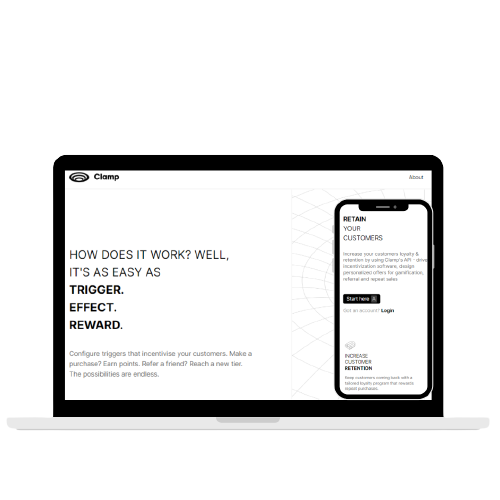 Clamp
About
HOW DOES IT WORK? WELL,
IT'S AS EASY AS
TRIGGER.
EFFECT.
REWARD.
Configure triggers that incentivise your customers. Make a
purchase? Earn points. Refer a friend? Reach a new tier.
The possibilities are endless.
RETAIN
YOUR
CUSTOMERS
Increase your customers loyalty &
retention by using Clamp's API - drive
incentivization software, design
personalized offers for gamification,
referral and repeat sales
Start here
Got an account? Login
INCREASE
CUSTOMER
RETENTION
Keep customers coming back with a
tailored loyalty program that rewards
repeat purchases.